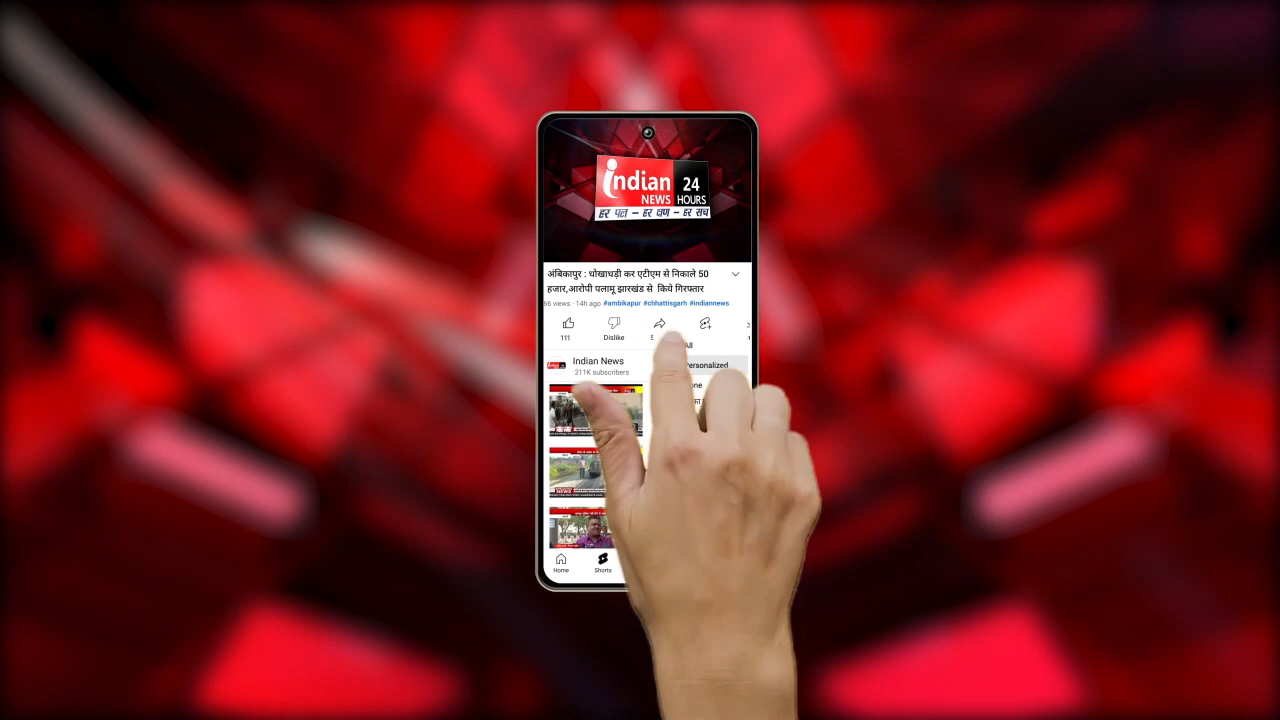 indian
NEWS
24
HOURS
हर पल - हर क्षण - हर सच
अंबिकापुर : धोखाधड़ी कर एटीएम से निकाले 50
हजार,आरोपी पलामू झारखंड से किये गिरफ्तार
66 views · 14h ago #ambikapur #chhattisgarh #indiannews
111
Dislike
All
Indian News
Personalized
211K subscribers
Home
Shorts